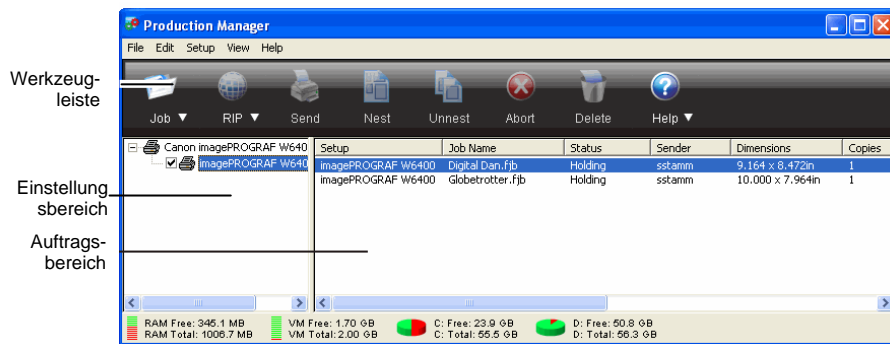 Production Manager
File Edit Setup View Help
Werkzeug-
leiste
Job RIP Send Nest Unnest Abort Delete Help
Canon imagePROGRAF W640
imagePROGRAF W640
Setup Job Name Status Sender Dimensions Copies
imagePROGRAF W6400 Digital Dan.fjb Holding sstamm 9.164 x 8.472in 1
imagePROGRAF W6400 Globetrotter.fjb Holding sstamm 10.000 x 7.964in 1
Einstellung
sbereich
Auftrags-
bereich
RAM Free: 345.1 MB VM Free: 1.70 GB C: Free: 23.9 GB D: Free: 50.8 GB
RAM Total: 1006.7 MB VM Total: 2.00 GB C: Total: 55.5 GB D: Total: 56.3 GB